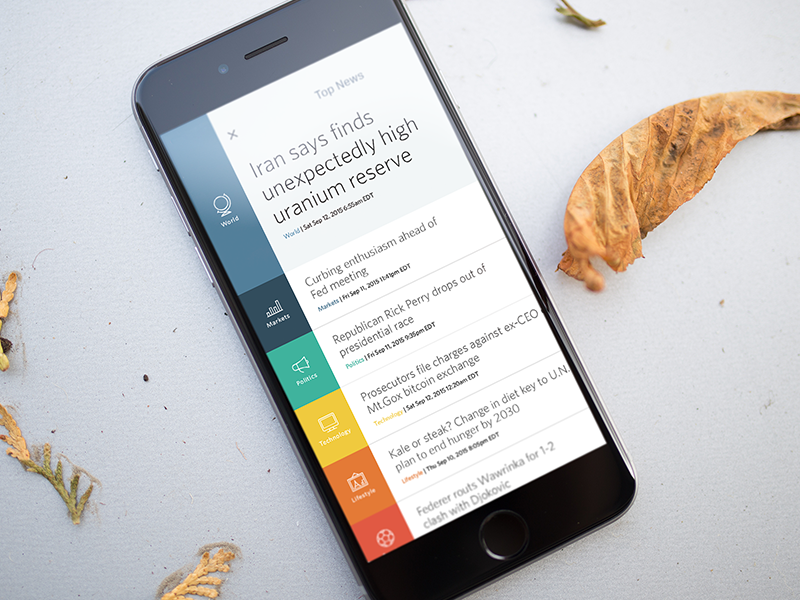 Top News
×
Iran says finds
unexpectedly high
uranium reserve
World | Sat Sep 12, 2015 6:55am EDT
World
Curbing enthusiasm ahead of
Fed meeting
Markets | Fri Sep 11, 2015 11:41pm EDT
Markets
Republican Rick Perry drops out of
presidential race
Politics | Fri Sep 11, 2015 9:35pm EDT
Politics
Prosecutors file charges against ex-CEO
Mt.Gox bitcoin exchange
Technology | Sat Sep 12, 2015 12:20am EDT
Technology
Kale or steak? Change in diet key to U.N.
plan to end hunger by 2030
Lifestyle | Thu Sep 10, 2015 8:05pm EDT
Lifestyle
Federer routs Wawrinka for 1-2
clash with Djokovic